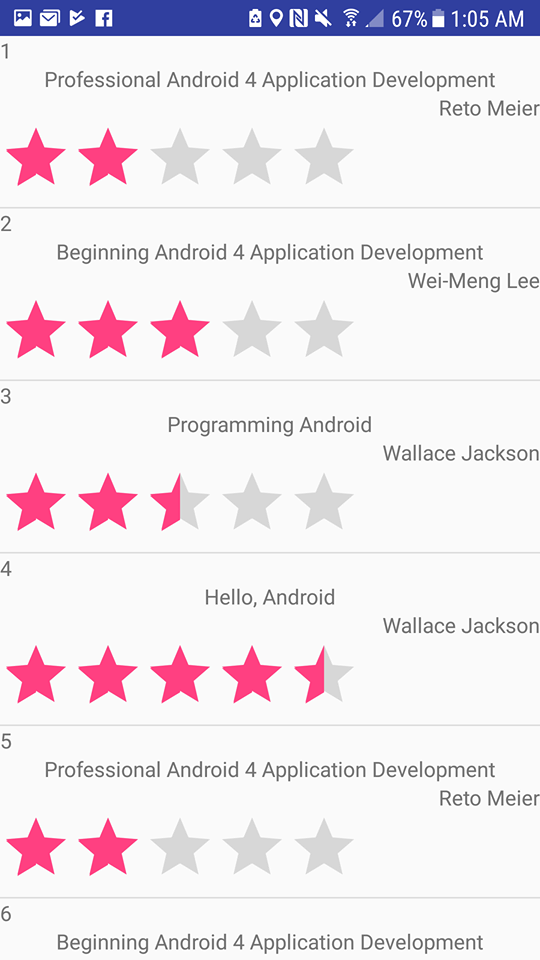 67% 1:05 AM
1
Professional Android 4 Application Development
Reto Meier
2
Beginning Android 4 Application Development
Wei-Meng Lee
3
Programming Android
Wallace Jackson
4
Hello, Android
Wallace Jackson
5
Professional Android 4 Application Development
Reto Meier
6
Beginning Android 4 Application Development